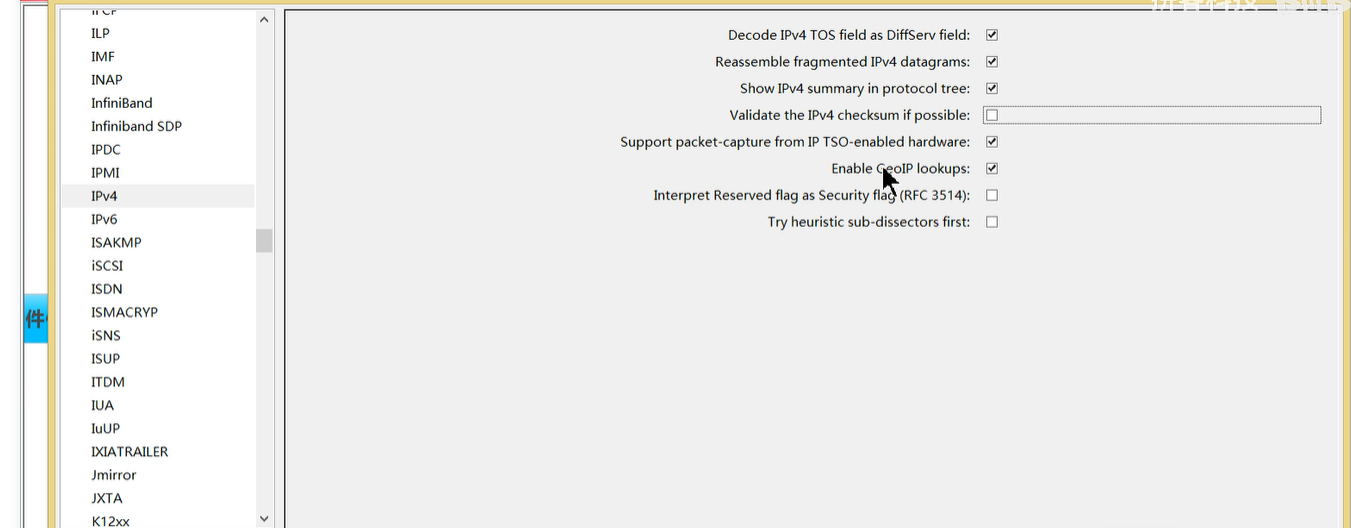 ILP
IMF
INAP
InfiniBand
Infiniband SDP
IPDC
IPMI
IPv4
IPv6
ISAKMP
iSCSI
ISDN
ISMACRYP
iSNS
ISUP
ITDM
IUA
IuUP
IXIATRAILER
Jmirror
JXTA
K12xx
件
Decode IPv4 TOS field as DiffServ field:
Reassemble fragmented IPv4 datagrams:
Show IPv4 summary in protocol tree:
Validate the IPv4 checksum if possible:
Support packet-capture from IP TSO-enabled hardware:
Enable GeoIP lookups:
Interpret Reserved flag as Security flag (RFC 3514):
Try heuristic sub-dissectors first: